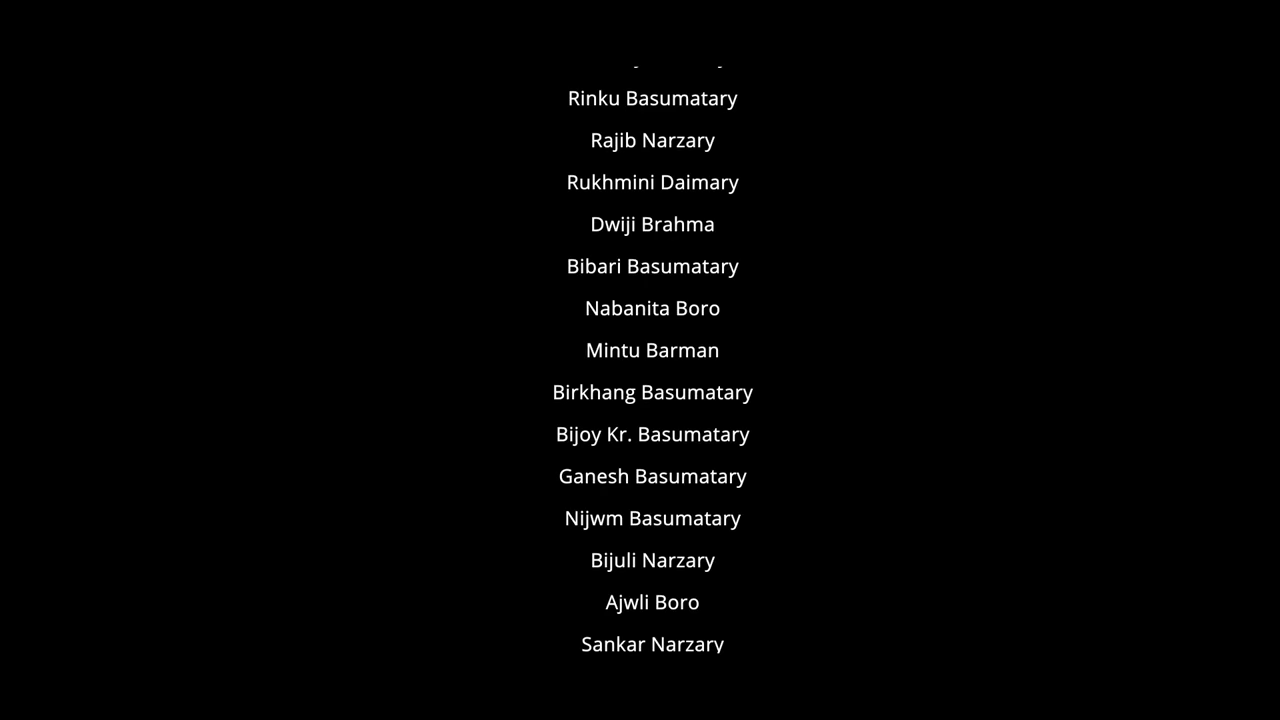 Rinku Basumatary
Rajib Narzary
Rukhmini Daimary
Dwiji Brahma
Bibari Basumatary
Nabanita Boro
Mintu Barman
Birkhang Basumatary
Bijoy Kr. Basumatary
Ganesh Basumatary
Nijwm Basumatary
Bijuli Narzary
Ajwli Boro
Sankar Narzary